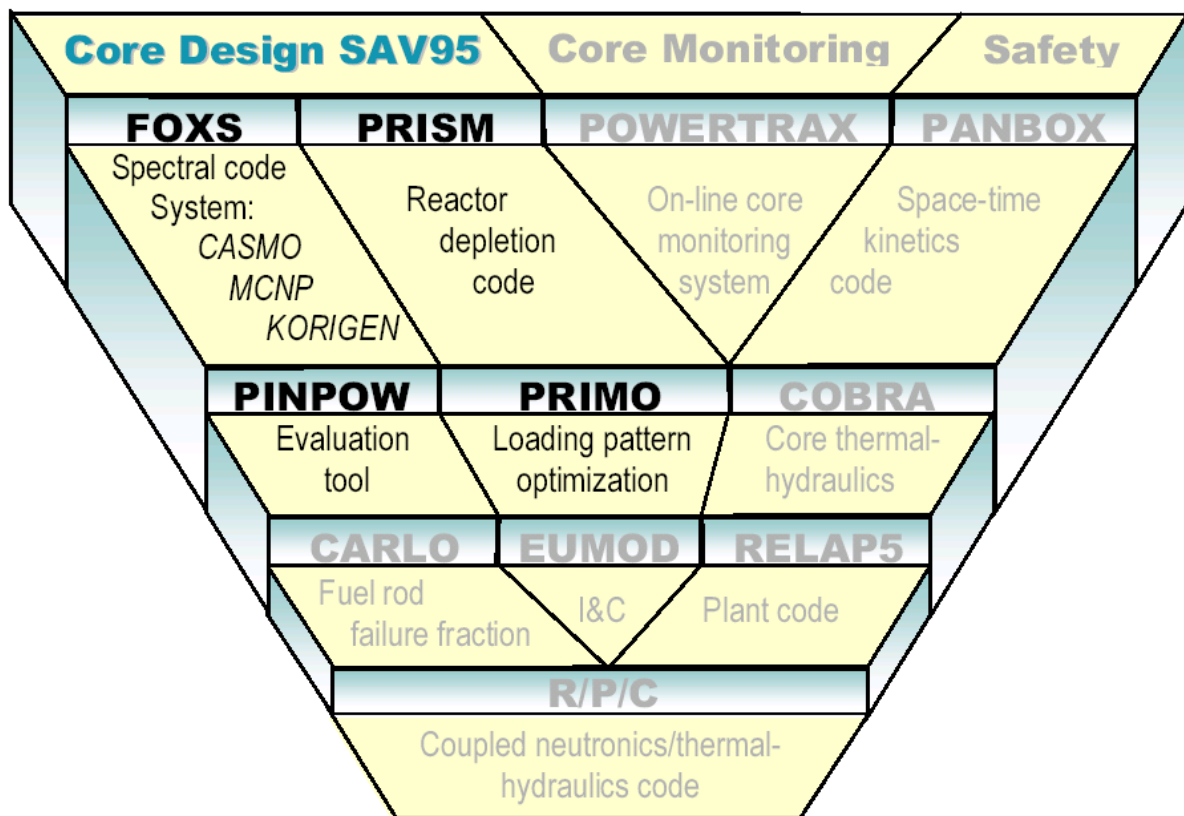 Core Design SAV95
Core Monitoring
Safety
FOXS
PRISM
POWERTRAX
PANBOX
Spectral code
System:
CASMO
MCNP
KORIGEN
Reactor
depletion
code
On-line core
monitoring
system
Space-time
kinetics
code
PINPOW
PRIMO
COBRA
Evaluation
tool
Loading pattern
optimization
Core thermal-
hydraulics
CARLO
EUMOD
RELAP5
Fuel rod
failure fraction
I&C
Plant code
R/P/C
Coupled neutronics/thermal-
hydraulics code